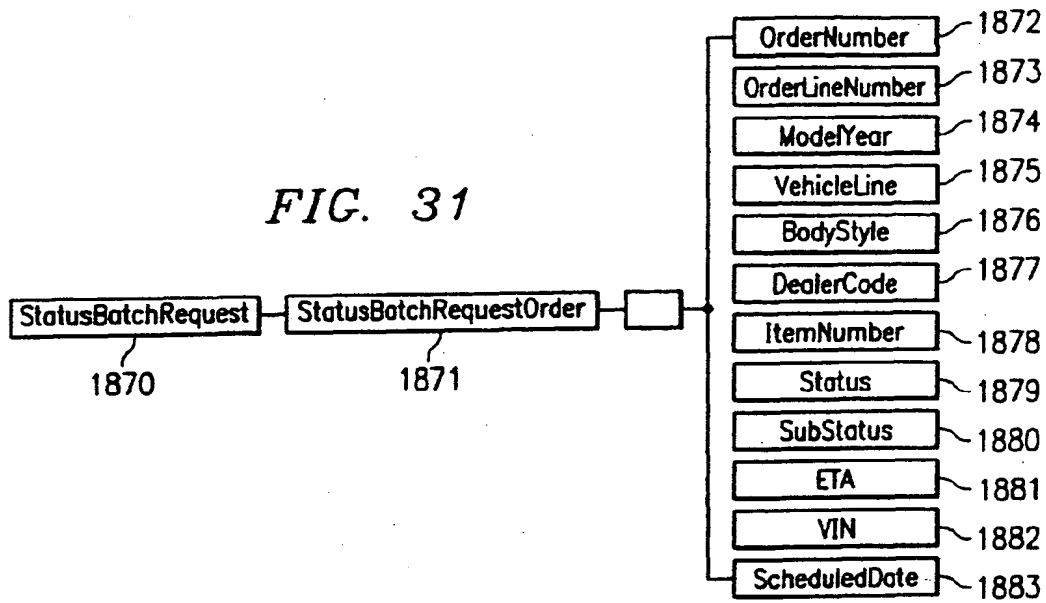 FIG. 31
StatusBatchRequest
1870
StatusBatchRequestOrder
1871
OrderNumber 1872
OrderLineNumber 1873
ModelYear 1874
VehicleLine 1875
BodyStyle 1876
DealerCode 1877
ItemNumber 1878
Status 1879
SubStatus 1880
ETA 1881
VIN 1882
ScheduledDate 1883